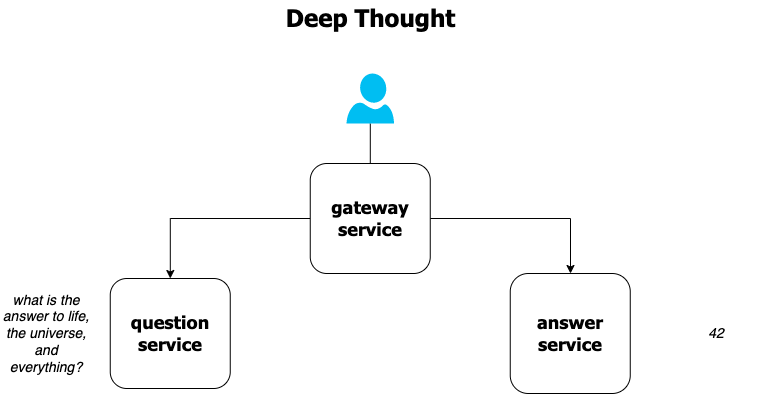 Deep Thought
gateway
service
what is the
answer to life,
the universe,
and
everything?
question
service
answer
service
42